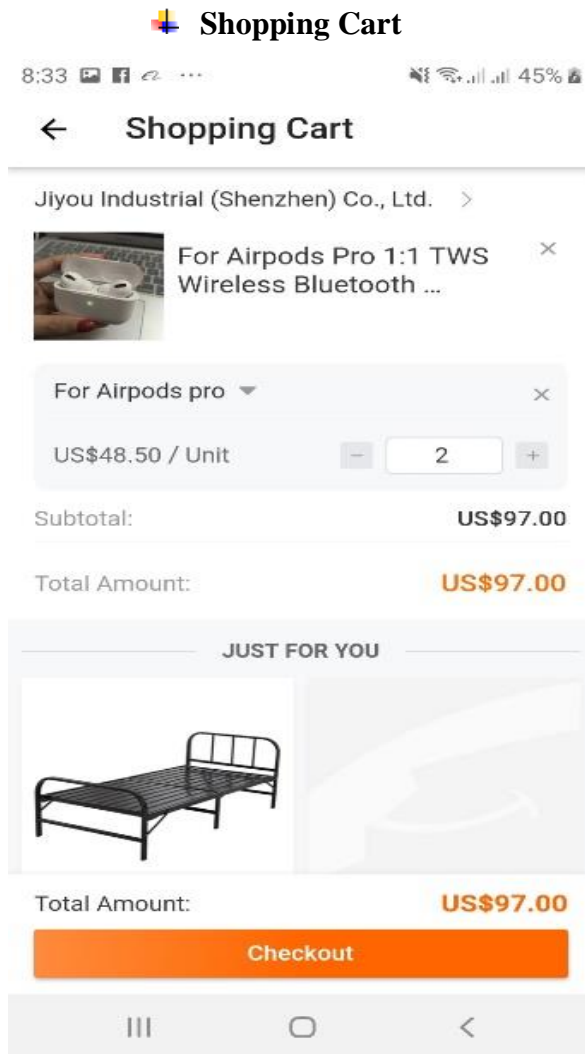 Shopping Cart
8:33 ... 45%
Shopping Cart
Jiyou Industrial (Shenzhen) Co., Ltd. >
For Airpods Pro 1:1 TWS
Wireless Bluetooth ...
For Airpods pro
US$48.50 / Unit - 2 +
Subtotal: US$97.00
Total Amount: US$97.00
JUST FOR YOU
Total Amount: US$97.00
Checkout